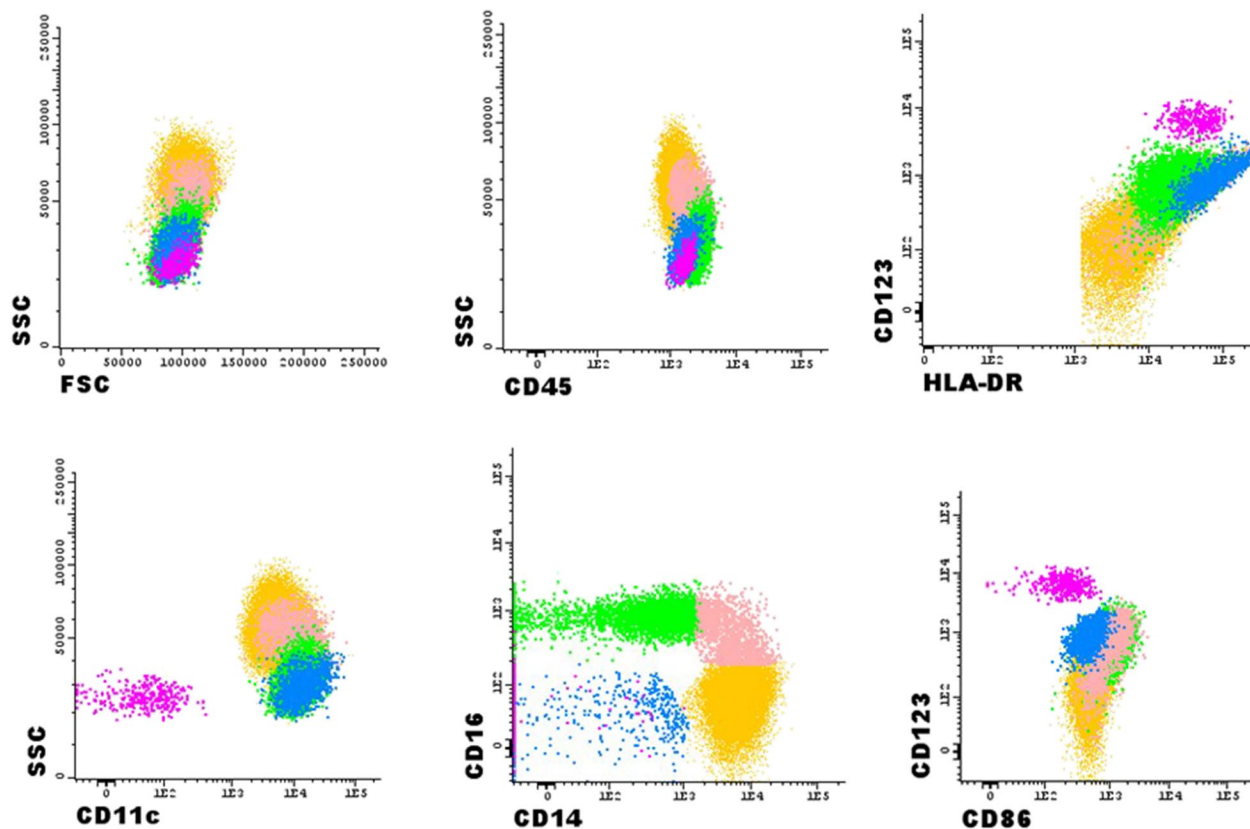 250000
100000
50000
0
SSC
0 50000 100000 150000 200000 250000
FSC
250000
100000
50000
0
SSC
0 1E2 1E3 1E4 1E5
CD45
1E5
1E4
1E3
1E2
0
CD123
0 1E2 1E3 1E4 1E5
HLA-DR
250000
100000
50000
0
SSC
0 1E2 1E3 1E4 1E5
CD11c
1E5
1E4
1E3
1E2
0
CD16
0 1E2 1E3 1E4 1E5
CD14
1E5
1E4
1E3
1E2
0
CD123
0 1E2 1E3 1E4 1E5
CD86